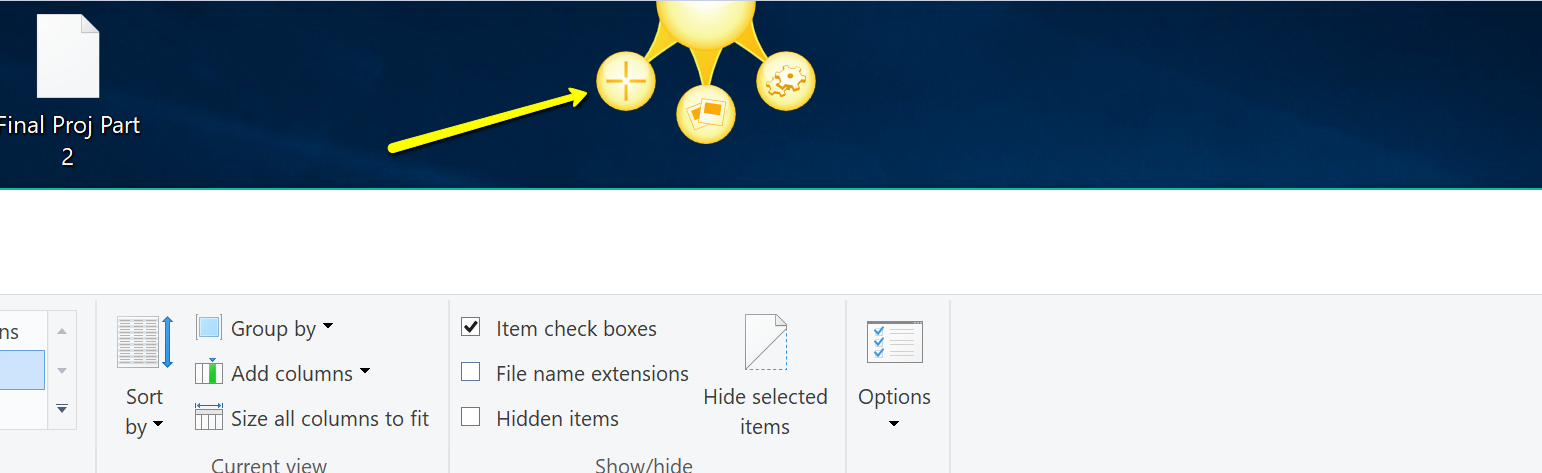 Final Proj Part
2
ns
Group by
Item check boxes
Add columns
File name extensions
Sort
by
Hide selected
items
Options
Size all columns to fit
Hidden items
Current view
Show/hide